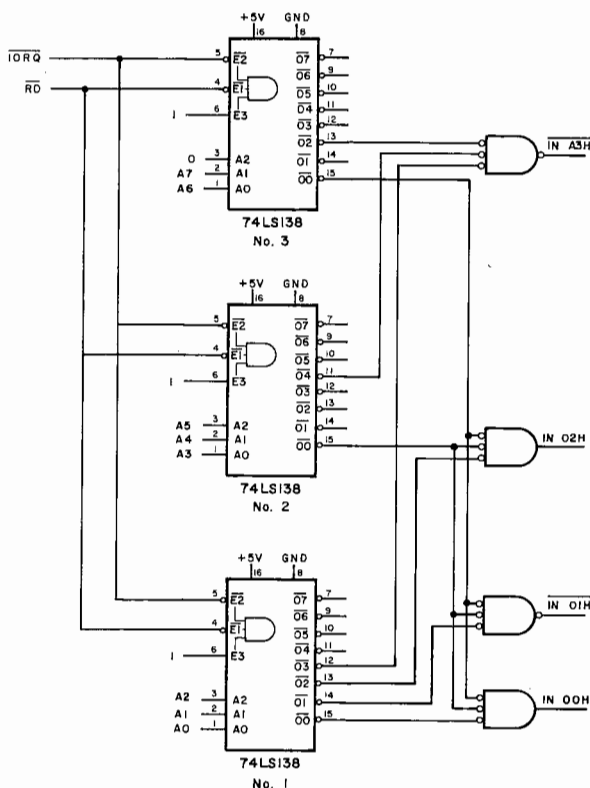 +5V GND
16 8
IORQ 5 E2 O7 7
O6 9
RD 4 E1 O5 10
O4 11
1 6 E3 O3 12
O2 13 IN A3H
0 3 A2 O1 14
A7 2 A1 O0 15
A6 1 A0
74LS138
No. 3
+5V GND
16 8
5 E2 O7 7
O6 9
4 E1 O5 10
O4 11
1 6 E3 O3 12
O2 13
A5 3 A2 O1 14
A4 2 A1 O0 15 IN 02H
A3 1 A0
74LS138
No. 2
+5V GND
16 8
5 E2 O7 7
O6 9 IN 01H
4 E1 O5 10
O4 11
1 6 E3 O3 12
O2 13
A2 3 A2 O1 14
A1 2 A1 O0 15 IN 00H
A0 1 A0
74LS138
No. 1